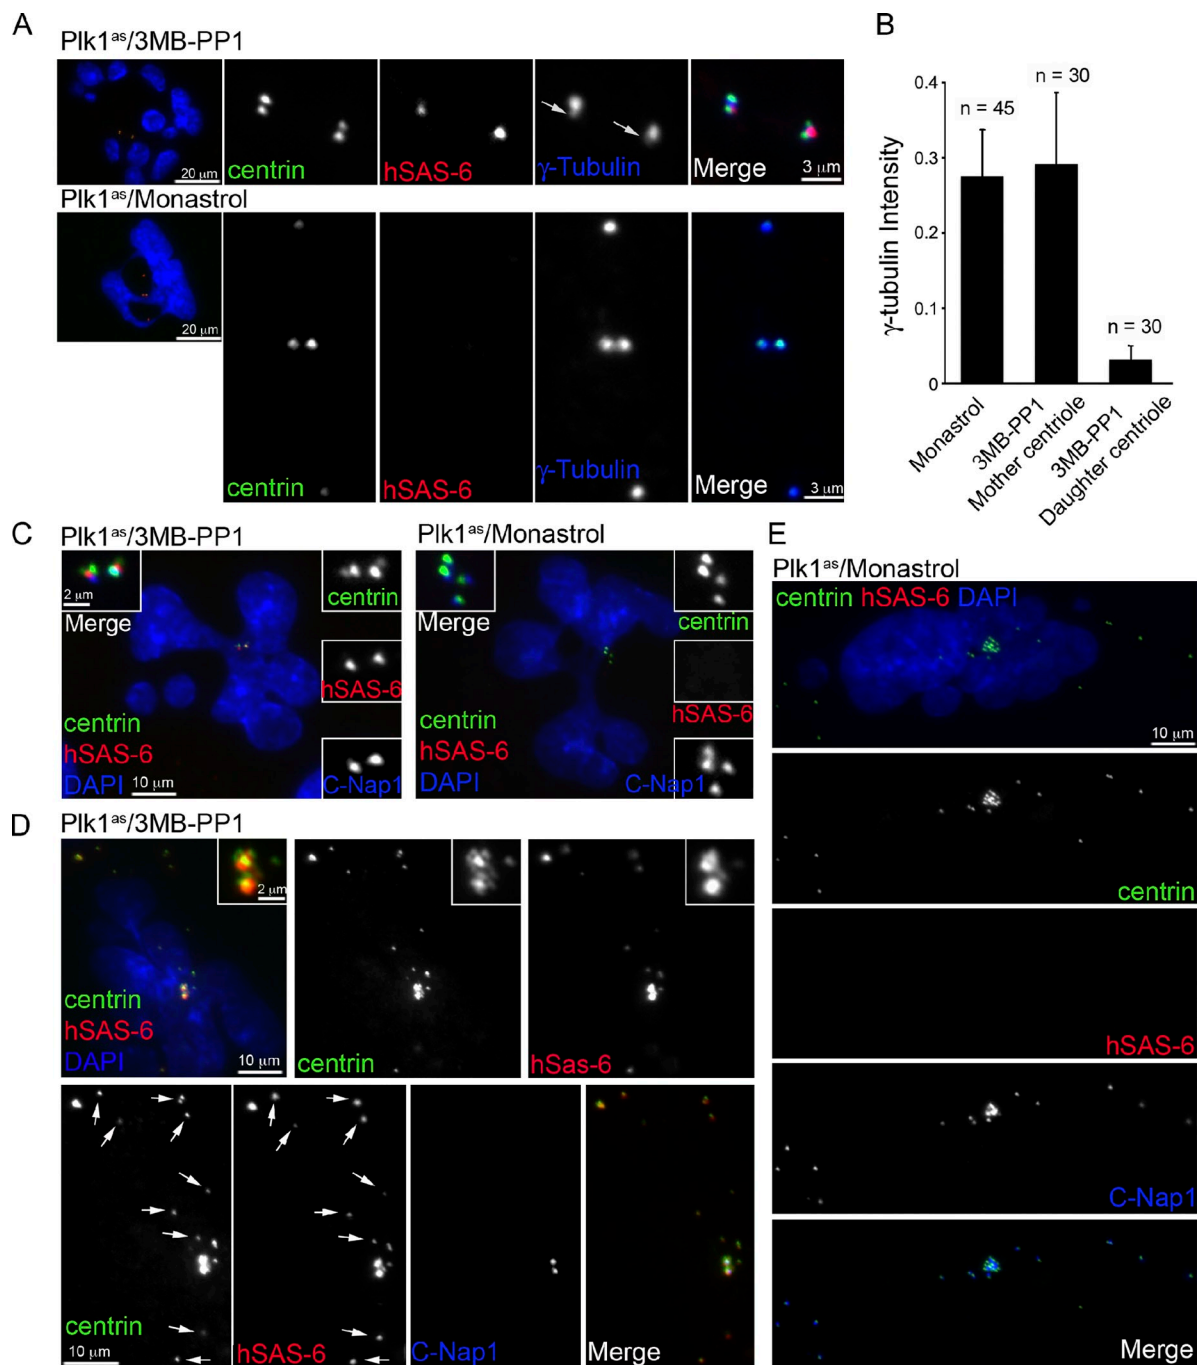 A
Plk1as/3MB-PP1
20 μm
centrin
hSAS-6
γ-Tubulin
Merge
3 μm
Plk1as/Monastrol
20 μm
centrin
hSAS-6
γ-Tubulin
Merge
3 μm
B
γ-tubulin Intensity
0.4
0.3
0.2
0.1
0
n = 45
n = 30
n = 30
Monastrol
3MB-PP1
Mother centriole
3MB-PP1
Daughter centriole
C
Plk1as/3MB-PP1
2 μm
Merge
centrin
hSAS-6
C-Nap1
centrin
hSAS-6
DAPI
10 μm
Plk1as/Monastrol
Merge
centrin
hSAS-6
C-Nap1
centrin
hSAS-6
DAPI
10 μm
D
Plk1as/3MB-PP1
2 μm
centrin
hSAS-6
DAPI
10 μm
centrin
hSas-6
centrin
10 μm
hSAS-6
C-Nap1
Merge
E
Plk1as/Monastrol
centrin hSAS-6 DAPI
10 μm
centrin
hSAS-6
C-Nap1
Merge